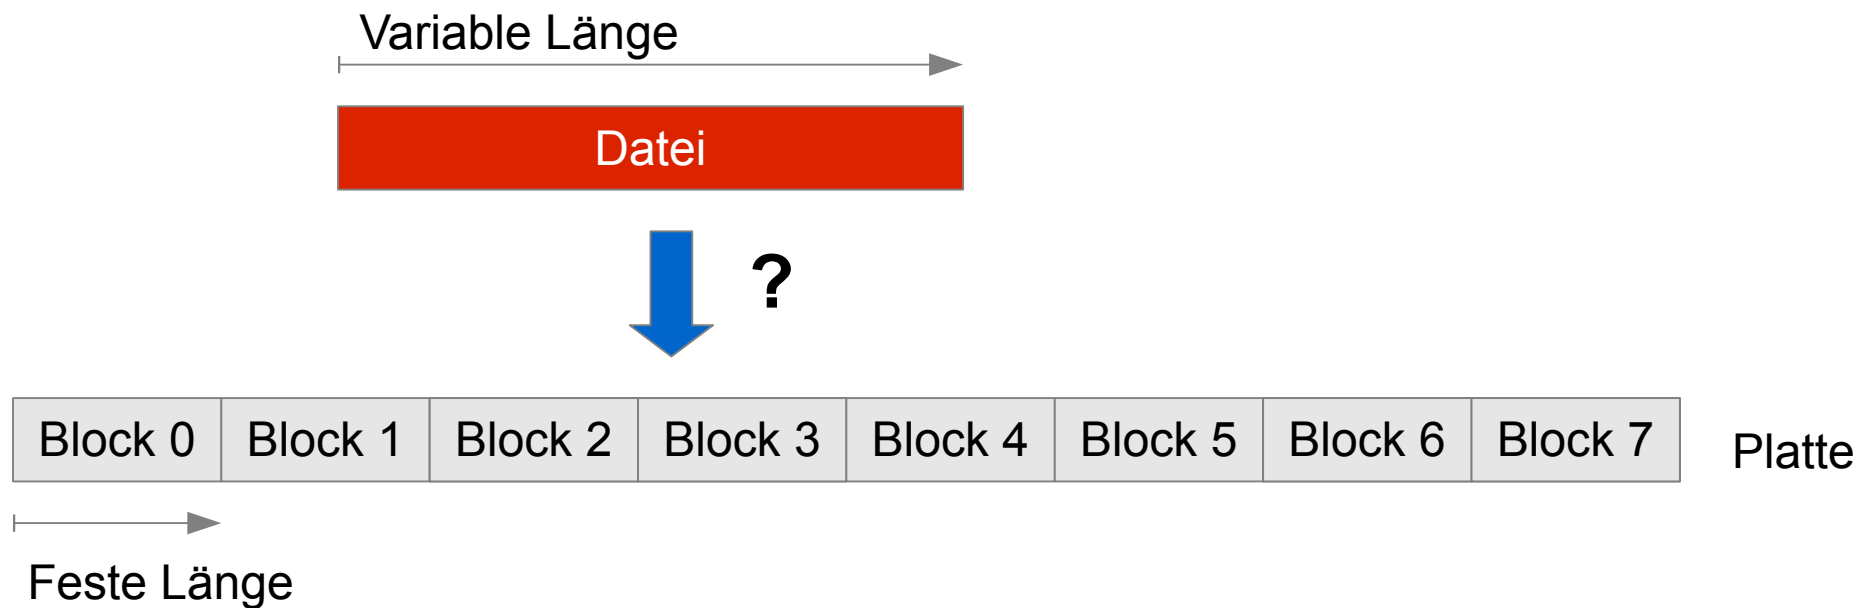 Variable Länge
Datei
?
Block 0 Block 1 Block 2 Block 3 Block 4 Block 5 Block 6 Block 7 Platte
Feste Länge